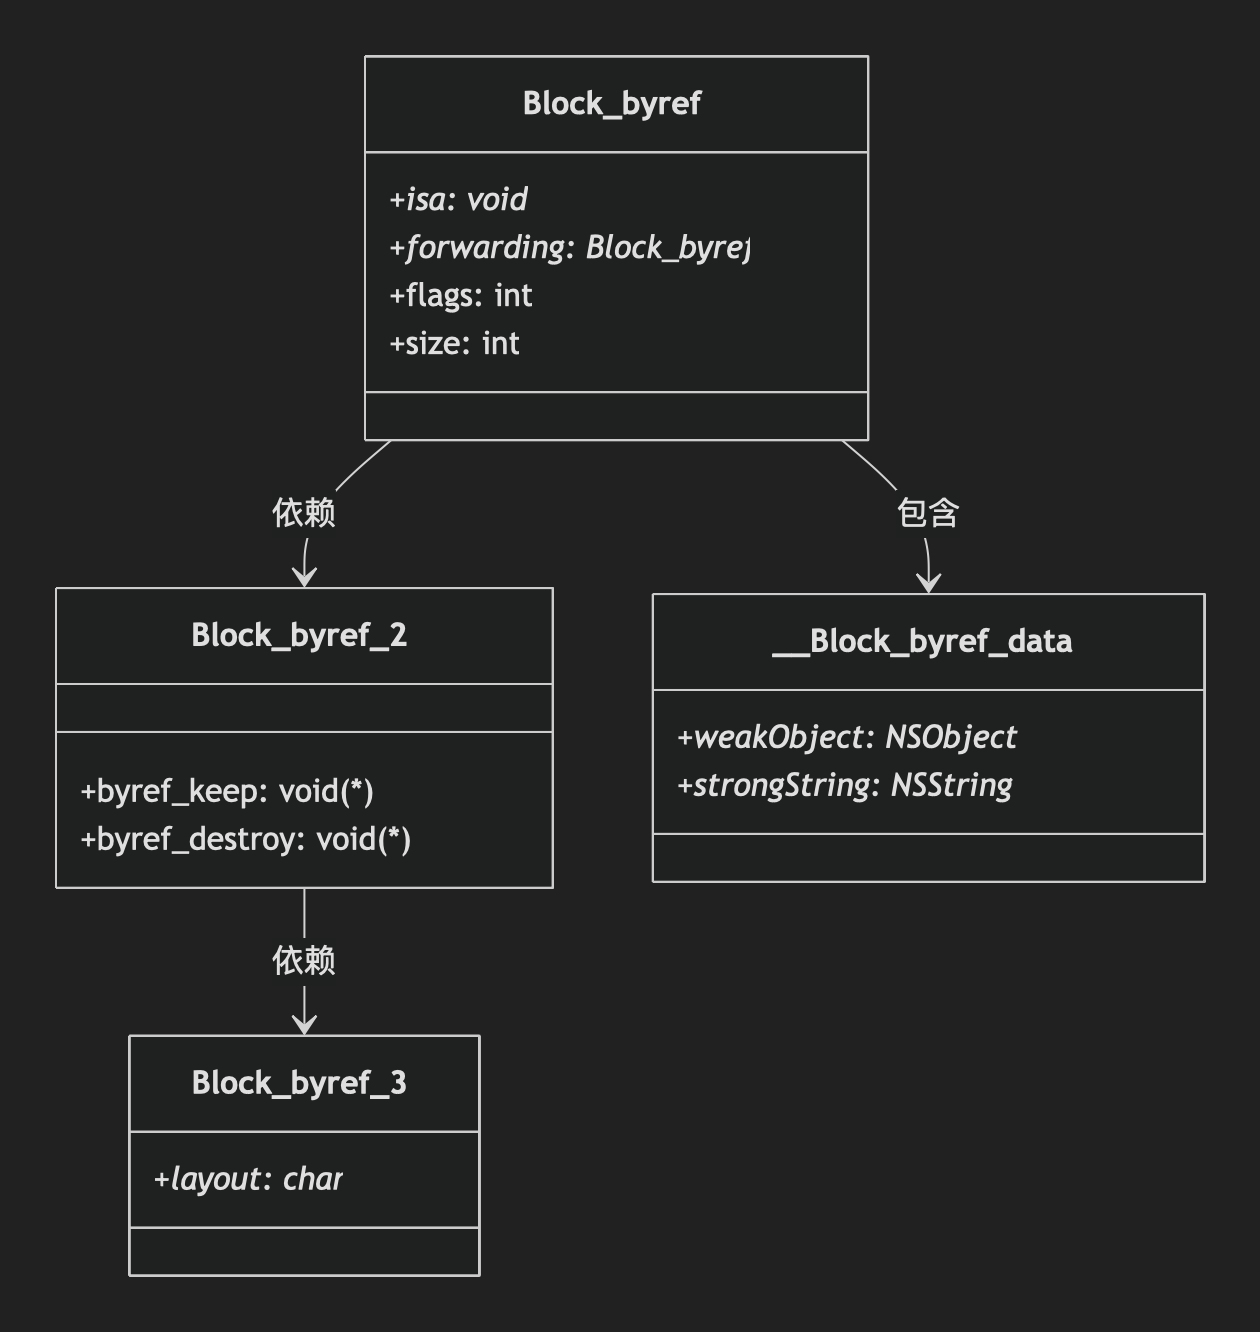 Block_byref
+isa: void
+forwarding: Block_byref
+flags: int
+size: int
依赖
包含
Block_byref_2
+byref_keep: void(*)
+byref_destroy: void(*)
__Block_byref_data
+weakObject: NSObject
+strongString: NSString
依赖
Block_byref_3
+layout: char